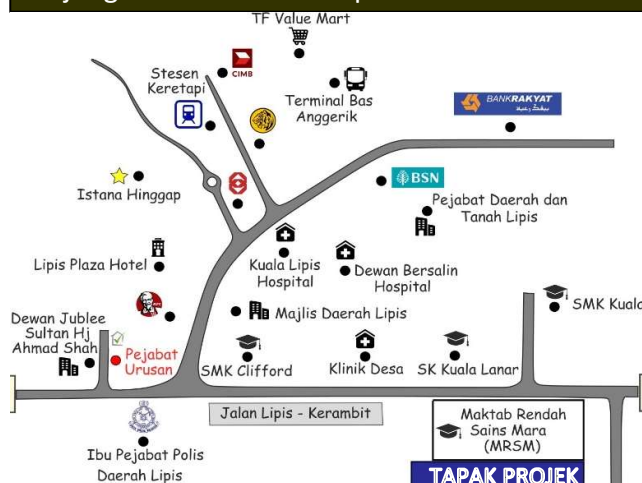 TF Value Mart
CIMB
Stesen
Keretapi
Terminal Bas
Anggerik
BANKRAKYAT
BSN
Istana Hinggap
Pejabat Daerah dan
Tanah Lipis
Lipis Plaza Hotel
Kuala Lipis
Hospital
Dewan Bersalin
Hospital
Majlis Daerah Lipis
SMK Kuala
Dewan Jublee
Sultan Hj
Ahmad Shah
Pejabat
Urusan
SMK Clifford
Klinik Desa
SK Kuala Lanar
Jalan Lipis - Kerambit
Maktab Rendah
Sains Mara
(MRSM)
Ibu Pejabat Polis
Daerah Lipis
TAPAK PROJEK